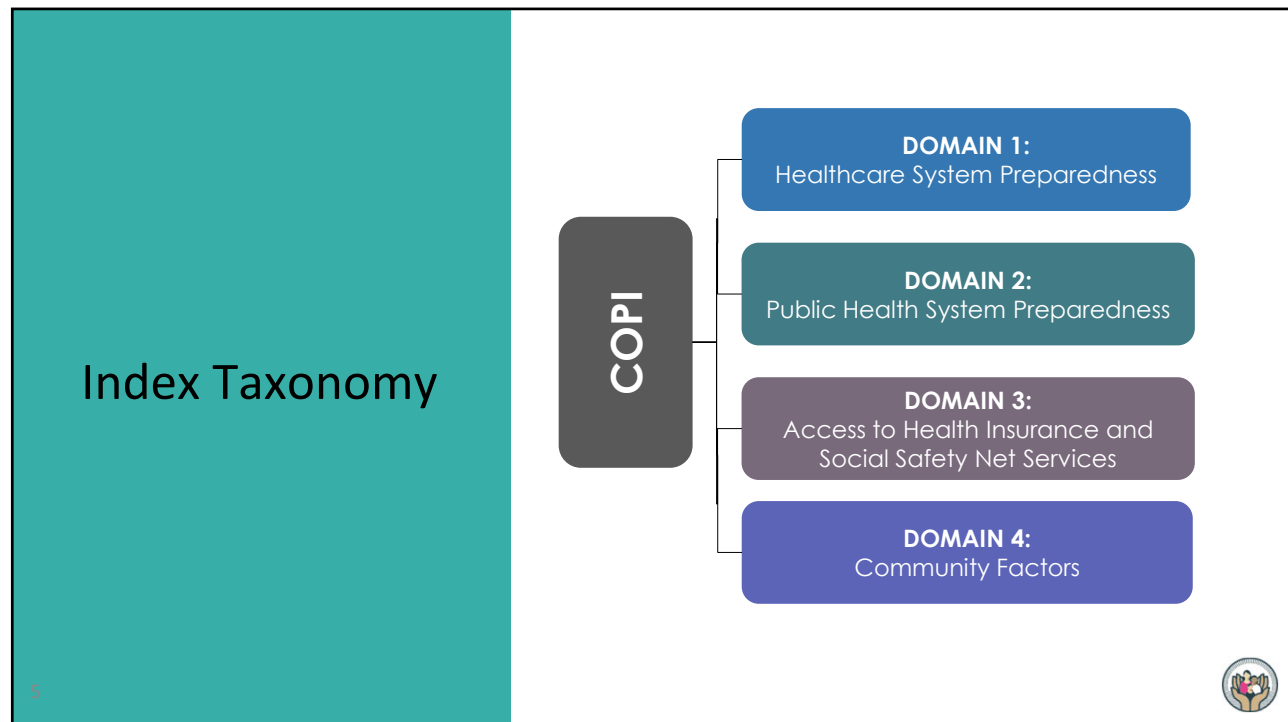 Index Taxonomy
COPI
DOMAIN 1:
Healthcare System Preparedness
DOMAIN 2:
Public Health System Preparedness
DOMAIN 3:
Access to Health Insurance and
Social Safety Net Services
DOMAIN 4:
Community Factors
5